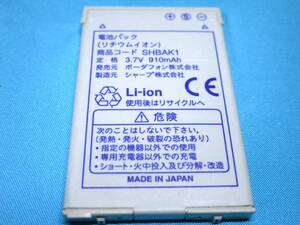 電池パック
(リチウムイオン)
商品コード SHBAK1
定　格 3.7V 910mAh
発売元 ボーダフォン株式会社
製造元 シャープ株式会社
Li-ion CE
使用後はリサイクルへ
⚠ 危険
次のことはしないでください
(発熱・発火・破裂の恐れあり)
・指定の機器以外での使用
・専用充電器以外での充電
・ショート・火中投入及び分解・改造
MADE IN JAPAN